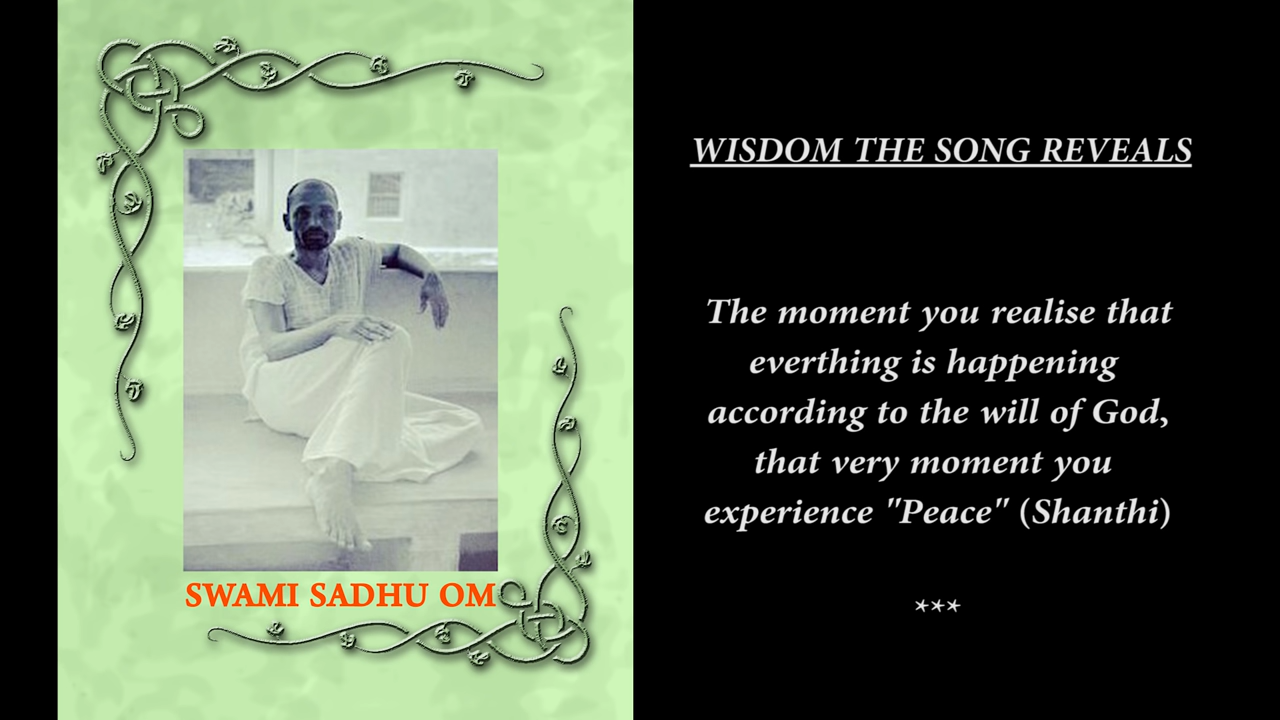 SWAMI SADHU OM
WISDOM THE SONG REVEALS
The moment you realise that
everthing is happening
according to the will of God,
that very moment you
experience "Peace" (Shanthi)
***